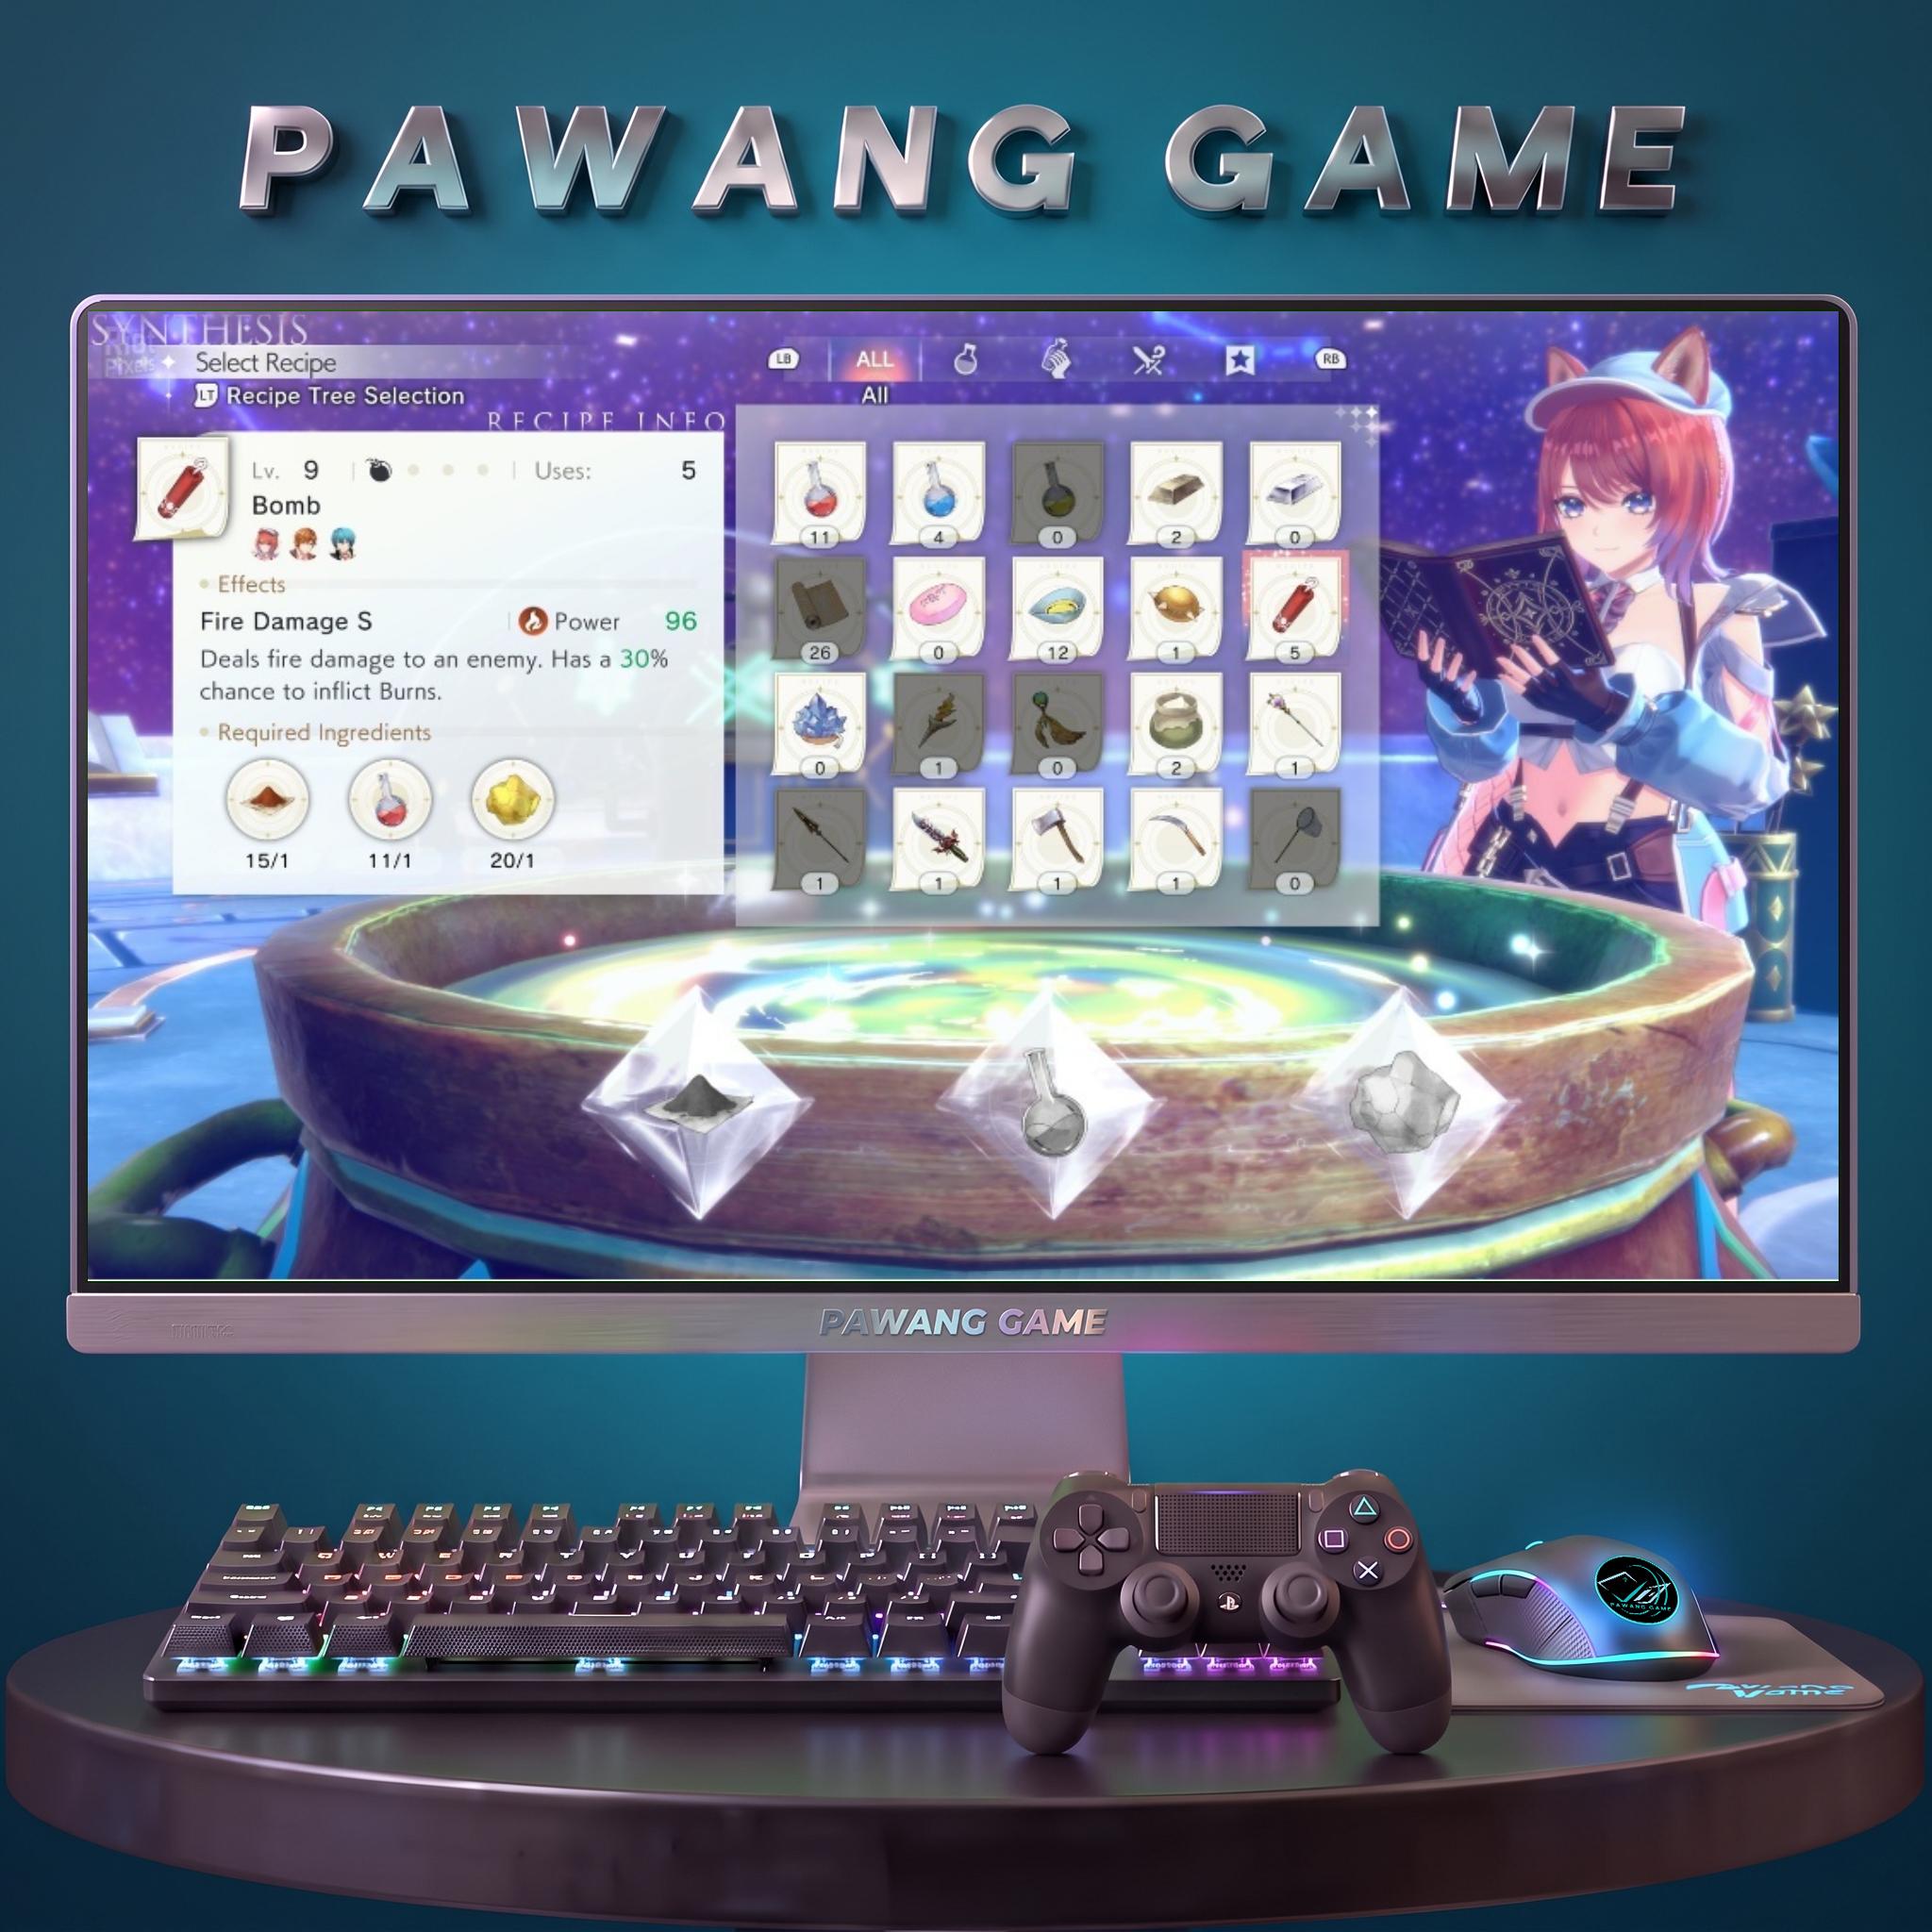 PAWANG GAME
SYNTHESIS
Select Recipe
LT Recipe Tree Selection
RECIPE INFO
Lv. 9 Uses: 5
Bomb
Effects
Fire Damage S Power 96
Deals fire damage to an enemy. Has a 30%
chance to inflict Burns.
Required Ingredients
15/1 11/1 20/1
LB ALL RB
All
11 4 0 2 0
26 0 12 1 5
0 1 0 2 1
1 1 1 1 0
PAWANG GAME
PAWANG GAME